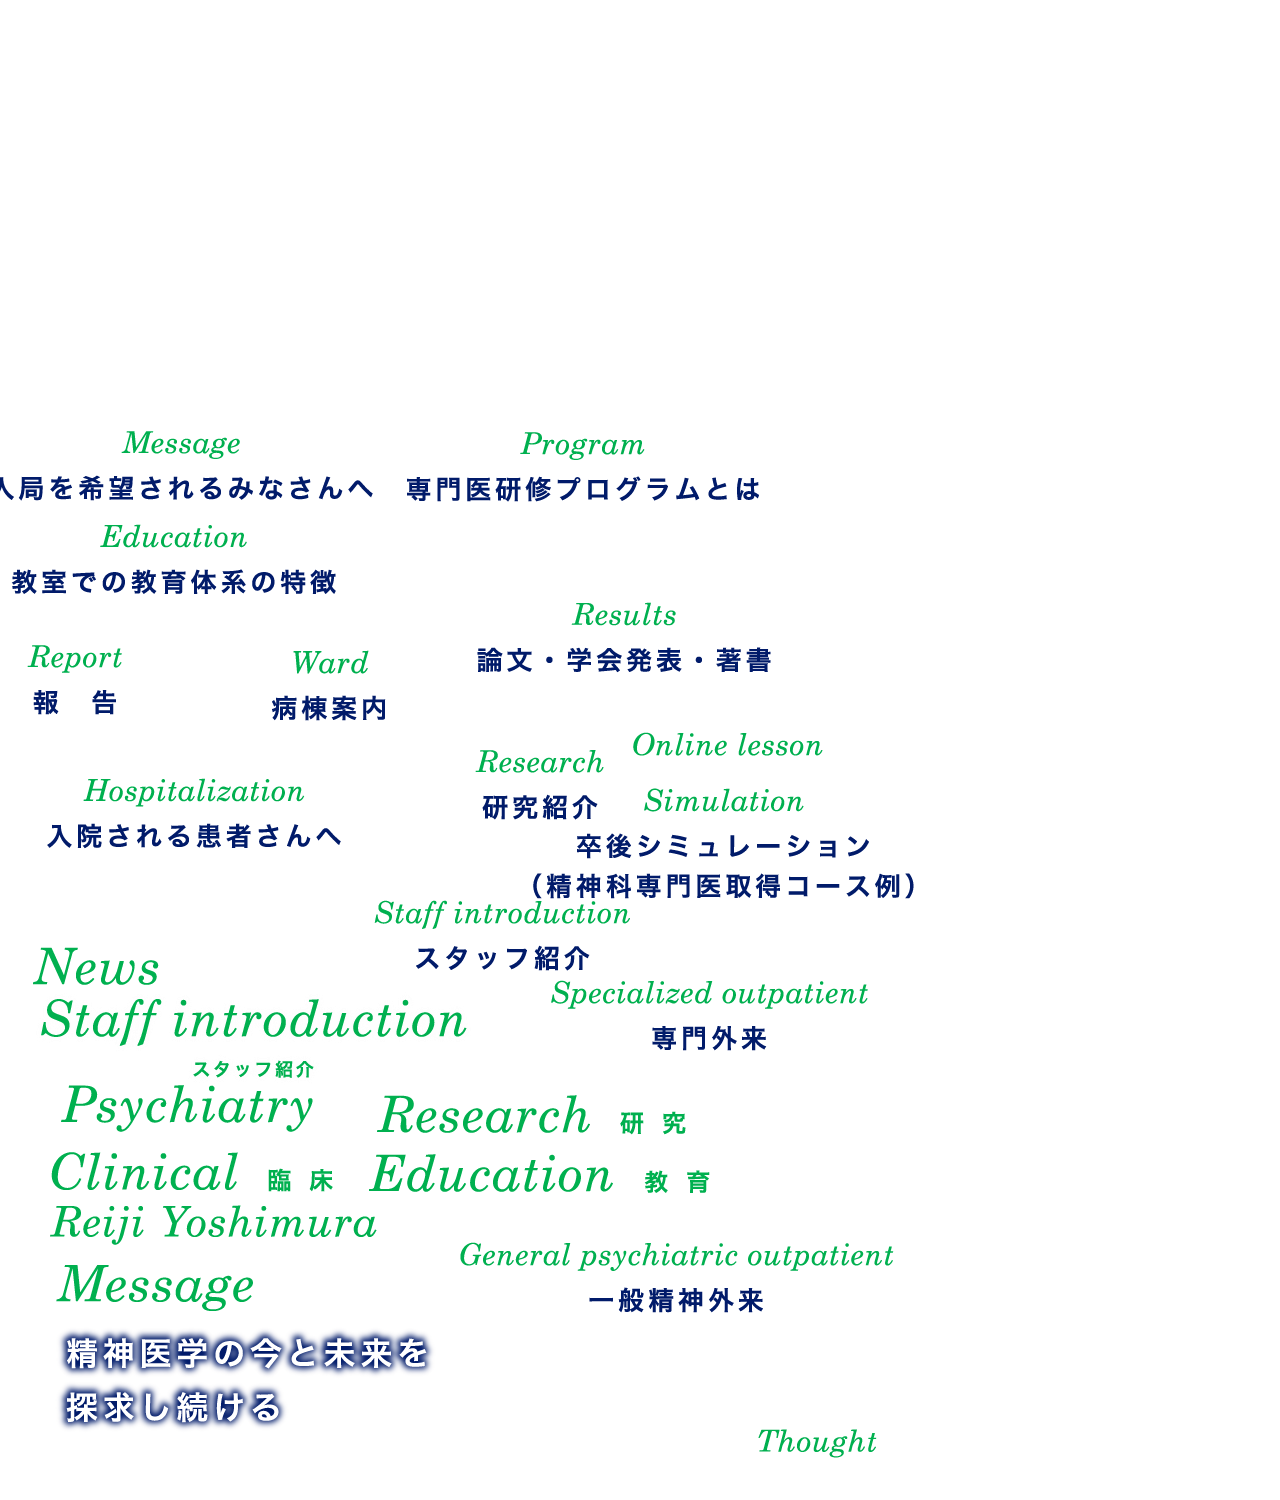 Message
入局を希望されるみなさんへ
Program
専門医研修プログラムとは
Education
教室での教育体系の特徴
Results
論文・学会発表・著書
Report
報　告
Ward
病棟案内
Online lesson
Research
研究紹介
Hospitalization
入院される患者さんへ
Simulation
卒後シミュレーション
（精神科専門医取得コース例）
Staff introduction
スタッフ紹介
News
Specialized outpatient
専門外来
Staff introduction
スタッフ紹介
Psychiatry
Research 研 究
Clinical 臨 床
Education 教 育
Reiji Yoshimura
General psychiatric outpatient
一般精神外来
Message
精神医学の今と未来を
探求し続ける
Thought